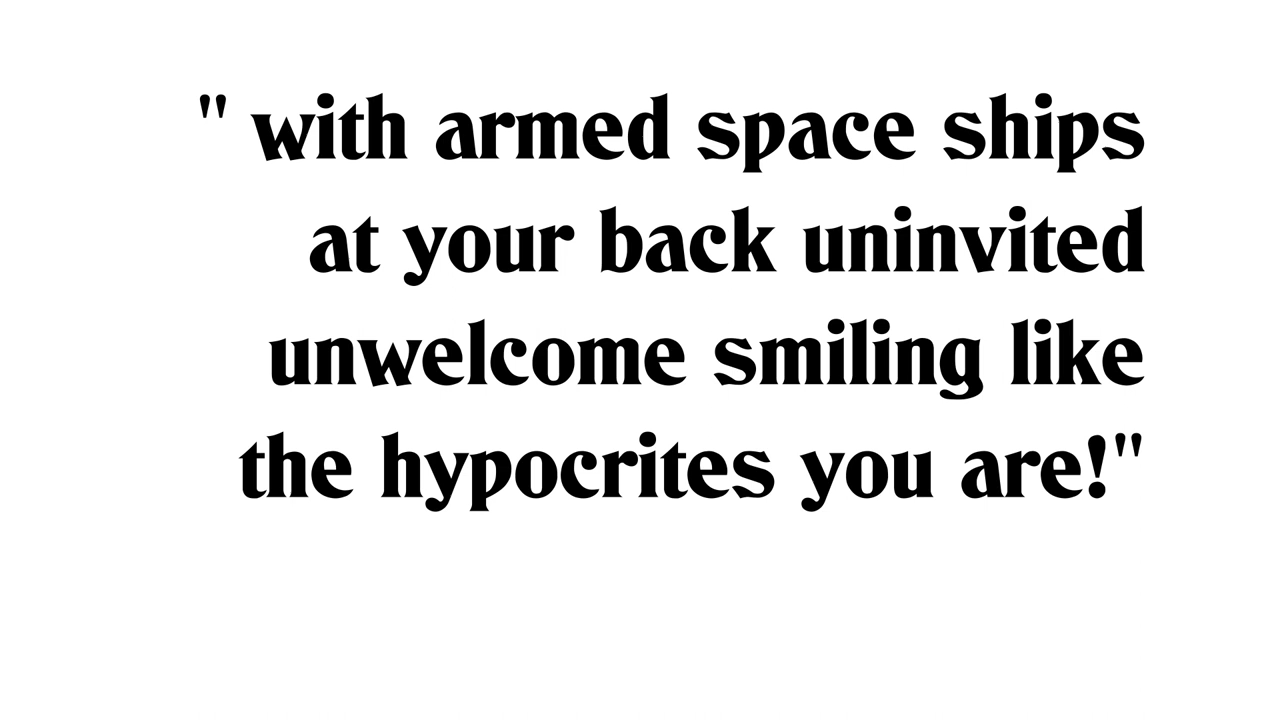 " with armed space ships
at your back uninvited
unwelcome smiling like
the hypocrites you are!"